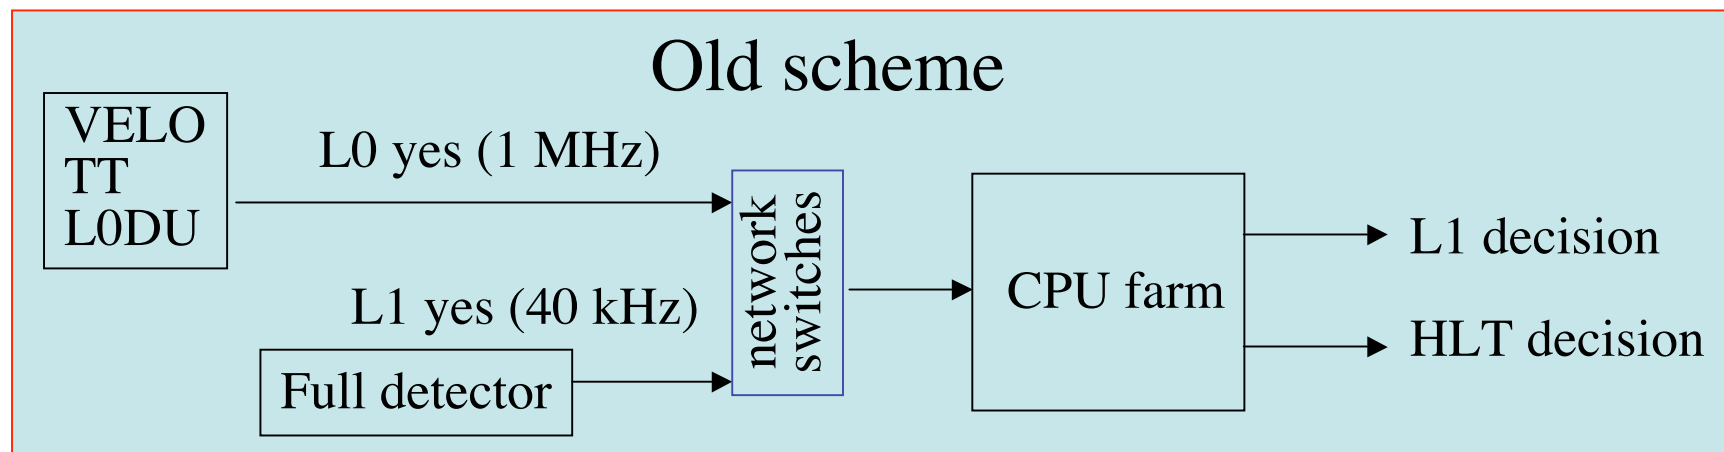 Old scheme
VELO
TT
L0DU
L0 yes (1 MHz)
L1 yes (40 kHz)
Full detector
network
switches
CPU farm
L1 decision
HLT decision